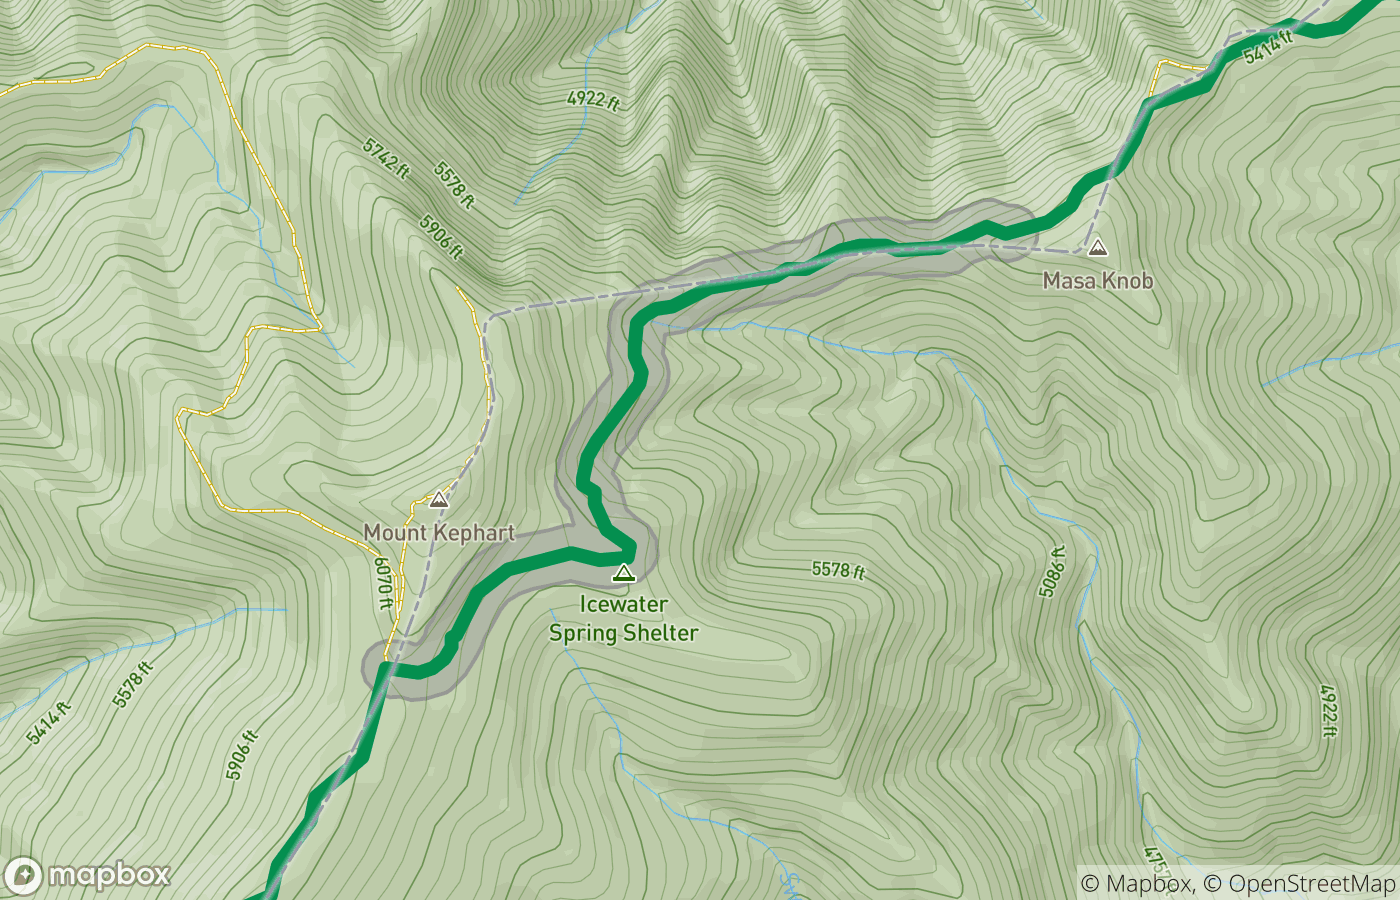 5414 ft
4922 ft
5742 ft
5578 ft
5906 ft
Masa Knob
Mount Kephart
6070 ft
5578 ft
5086 ft
Icewater
Spring Shelter
5578 ft
5414 ft
5906 ft
4922 ft
mapbox
© Mapbox, © OpenStreetMap